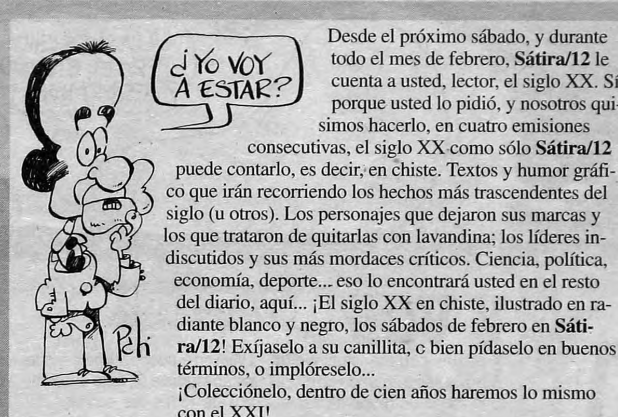 ¿YO VOY
A ESTAR?
Pati
Desde el próximo sábado, y durante
todo el mes de febrero, Sátira/12 le
cuenta a usted, lector, el siglo XX. Sí
porque usted lo pidió, y nosotros qui-
simos hacerlo, en cuatro emisiones
consecutivas, el siglo XX como sólo Sátira/12
puede contarlo, es decir, en chiste. Textos y humor gráfi-
co que irán recorriendo los hechos más trascendentes del
siglo (u otros). Los personajes que dejaron sus marcas y
los que trataron de quitarlas con lavandina; los líderes in-
discutidos y sus más mordaces críticos. Ciencia, política,
economía, deporte... eso lo encontrará usted en el resto
del diario, aquí... ¡El siglo XX en chiste, ilustrado en ra-
diante blanco y negro, los sábados de febrero en Sáti-
ra/12! Exíjaselo a su canillita, o bien pídaselo en buenos
términos, o implóreselo...
¡Colecciónelo, dentro de cien años haremos lo mismo
con el XXI!